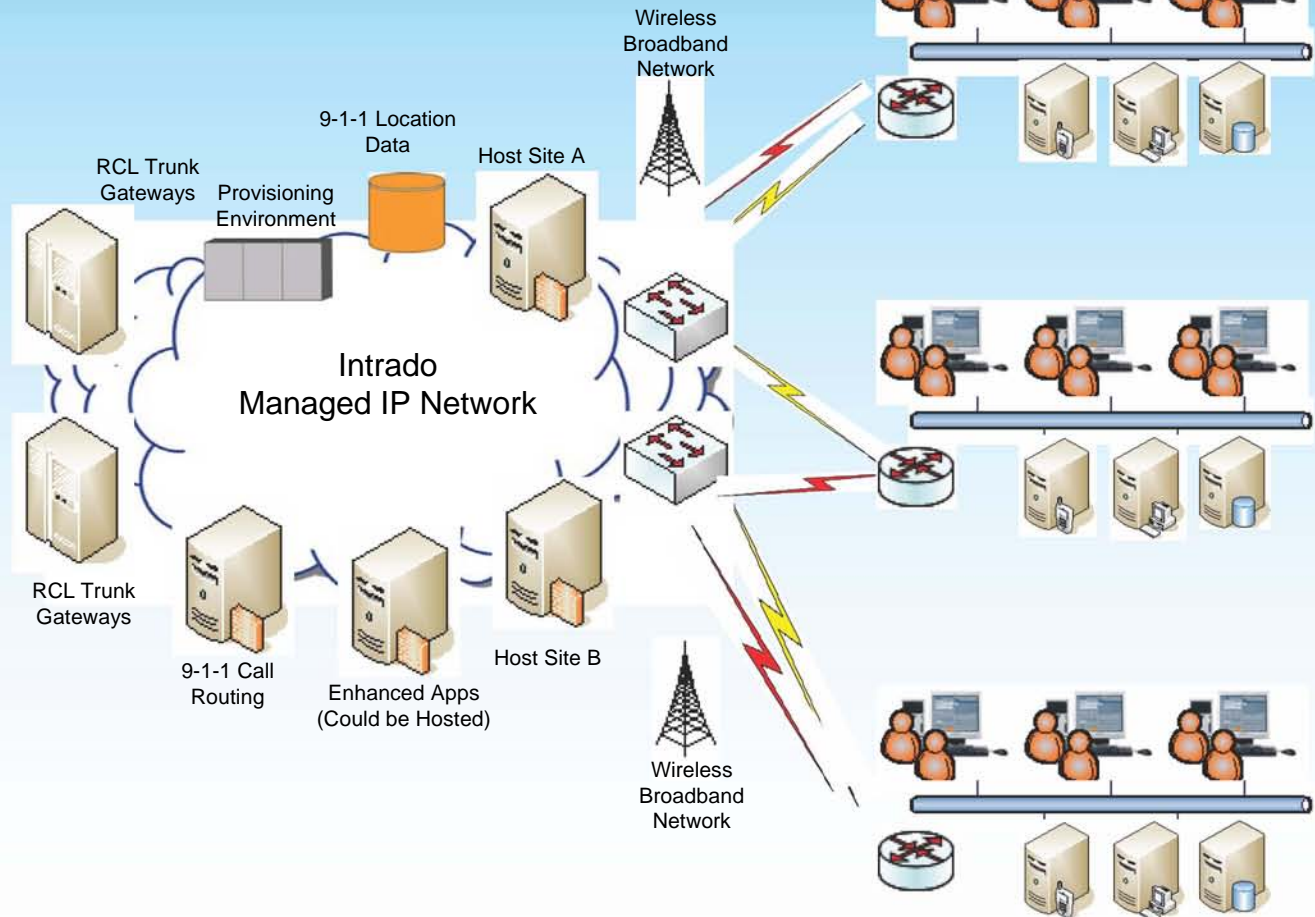 Wireless
Broadband
Network
9-1-1 Location
Data
Host Site A
RCL Trunk
Gateways
Provisioning
Environment
Intrado
Managed IP Network
RCL Trunk
Gateways
9-1-1 Call
Routing
Enhanced Apps
(Could be Hosted)
Host Site B
Wireless
Broadband
Network